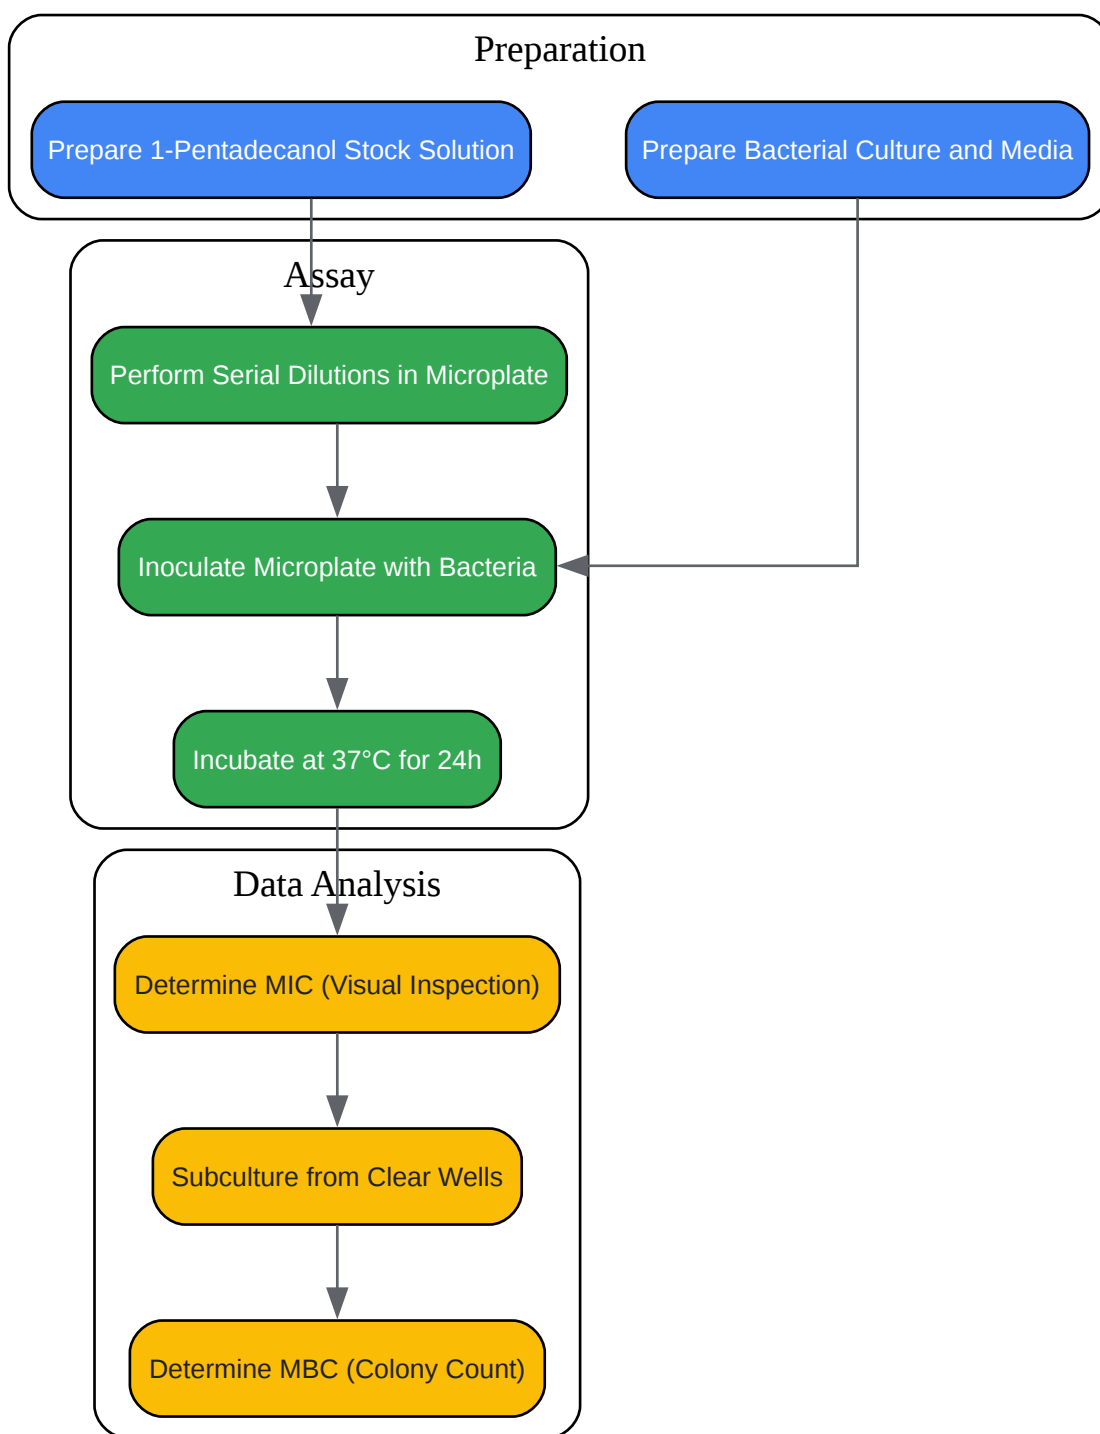 Preparation
Prepare 1-Pentadecanol Stock Solution
Prepare Bacterial Culture and Media
Assay
Perform Serial Dilutions in Microplate
Inoculate Microplate with Bacteria
Incubate at 37°C for 24h
Data Analysis
Determine MIC (Visual Inspection)
Subculture from Clear Wells
Determine MBC (Colony Count)